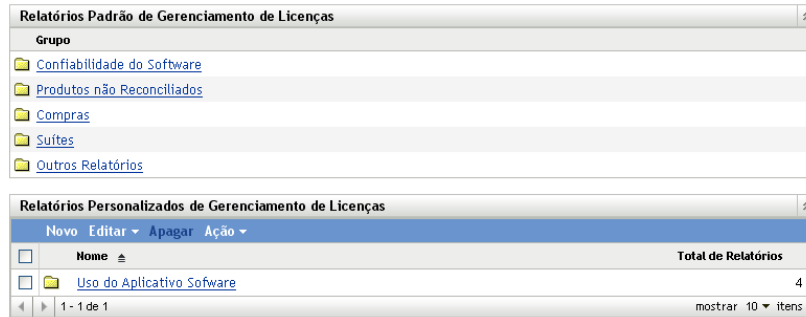 Relatórios Padrão de Gerenciamento de Licenças
Grupo
Confiabilidade do Software
Produtos não Reconciliados
Compras
Suítes
Outros Relatórios
Relatórios Personalizados de Gerenciamento de Licenças
Novo Editar Apagar Ação
Nome Total de Relatórios
Uso do Aplicativo Sofware 4
1 - 1 de 1 mostrar 10 itens